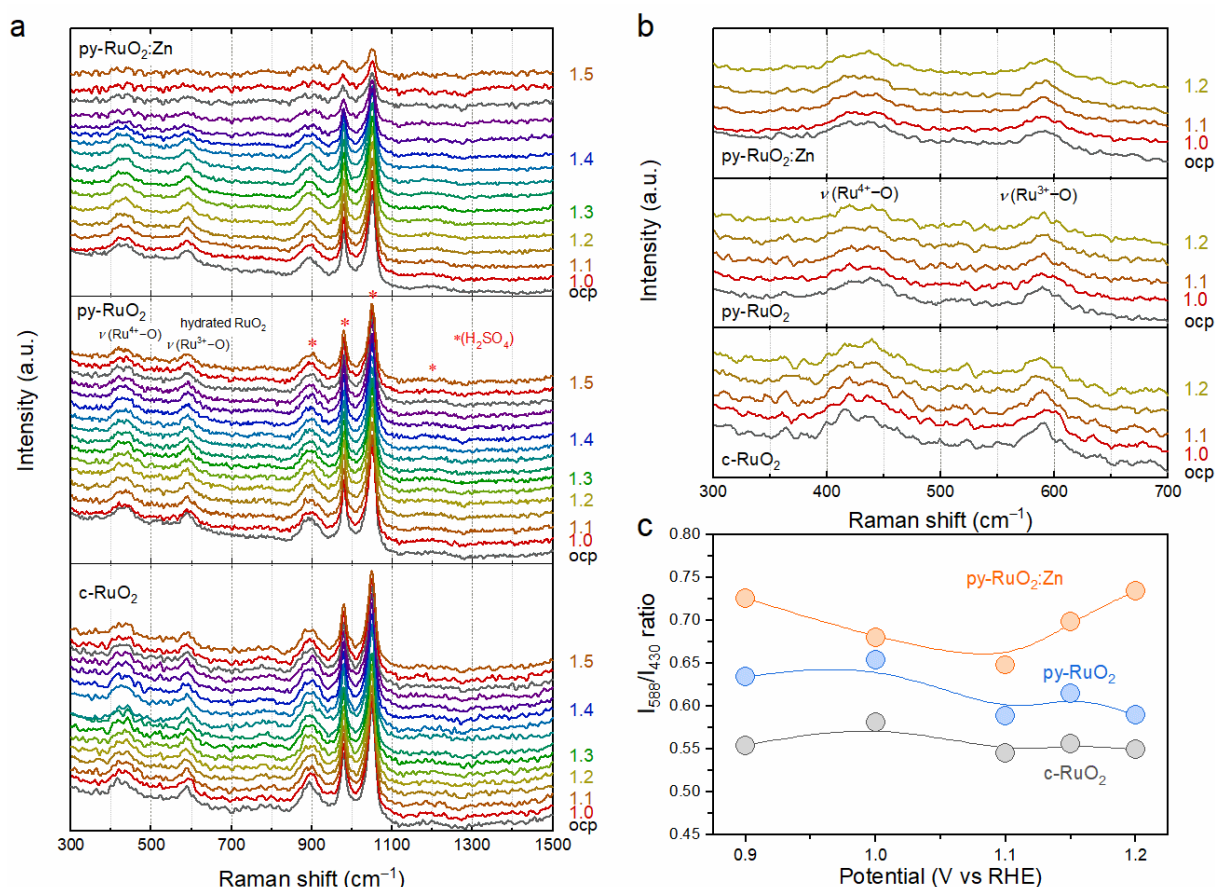 a
py-RuO₂:Zn
1.5
1.4
1.3
1.2
1.1
1.0
ocp
py-RuO₂
ν(Ru⁴⁺–O)
hydrated RuO₂
ν(Ru³⁺–O)
*
*
*
*
*(H₂SO₄)
1.5
1.4
1.3
1.2
1.1
1.0
ocp
c-RuO₂
1.5
1.4
1.3
1.2
1.1
1.0
ocp
Intensity (a.u.)
Intensity (a.u.)
300 500 700 900 1100 1300 1500
Raman shift (cm⁻¹)
b
1.2
1.1
1.0
ocp
py-RuO₂:Zn
ν(Ru⁴⁺–O) ν(Ru³⁺–O)
1.2
1.1
1.0
ocp
py-RuO₂
1.2
1.1
1.0
ocp
c-RuO₂
Intensity (a.u.)
300 400 500 600 700
Raman shift (cm⁻¹)
c
0.80
0.75
0.70
0.65
0.60
0.55
0.50
0.45
I₅₈₈/I₄₃₀ ratio
py-RuO₂:Zn
py-RuO₂
c-RuO₂
0.9 1.0 1.1 1.2
Potential (V vs RHE)